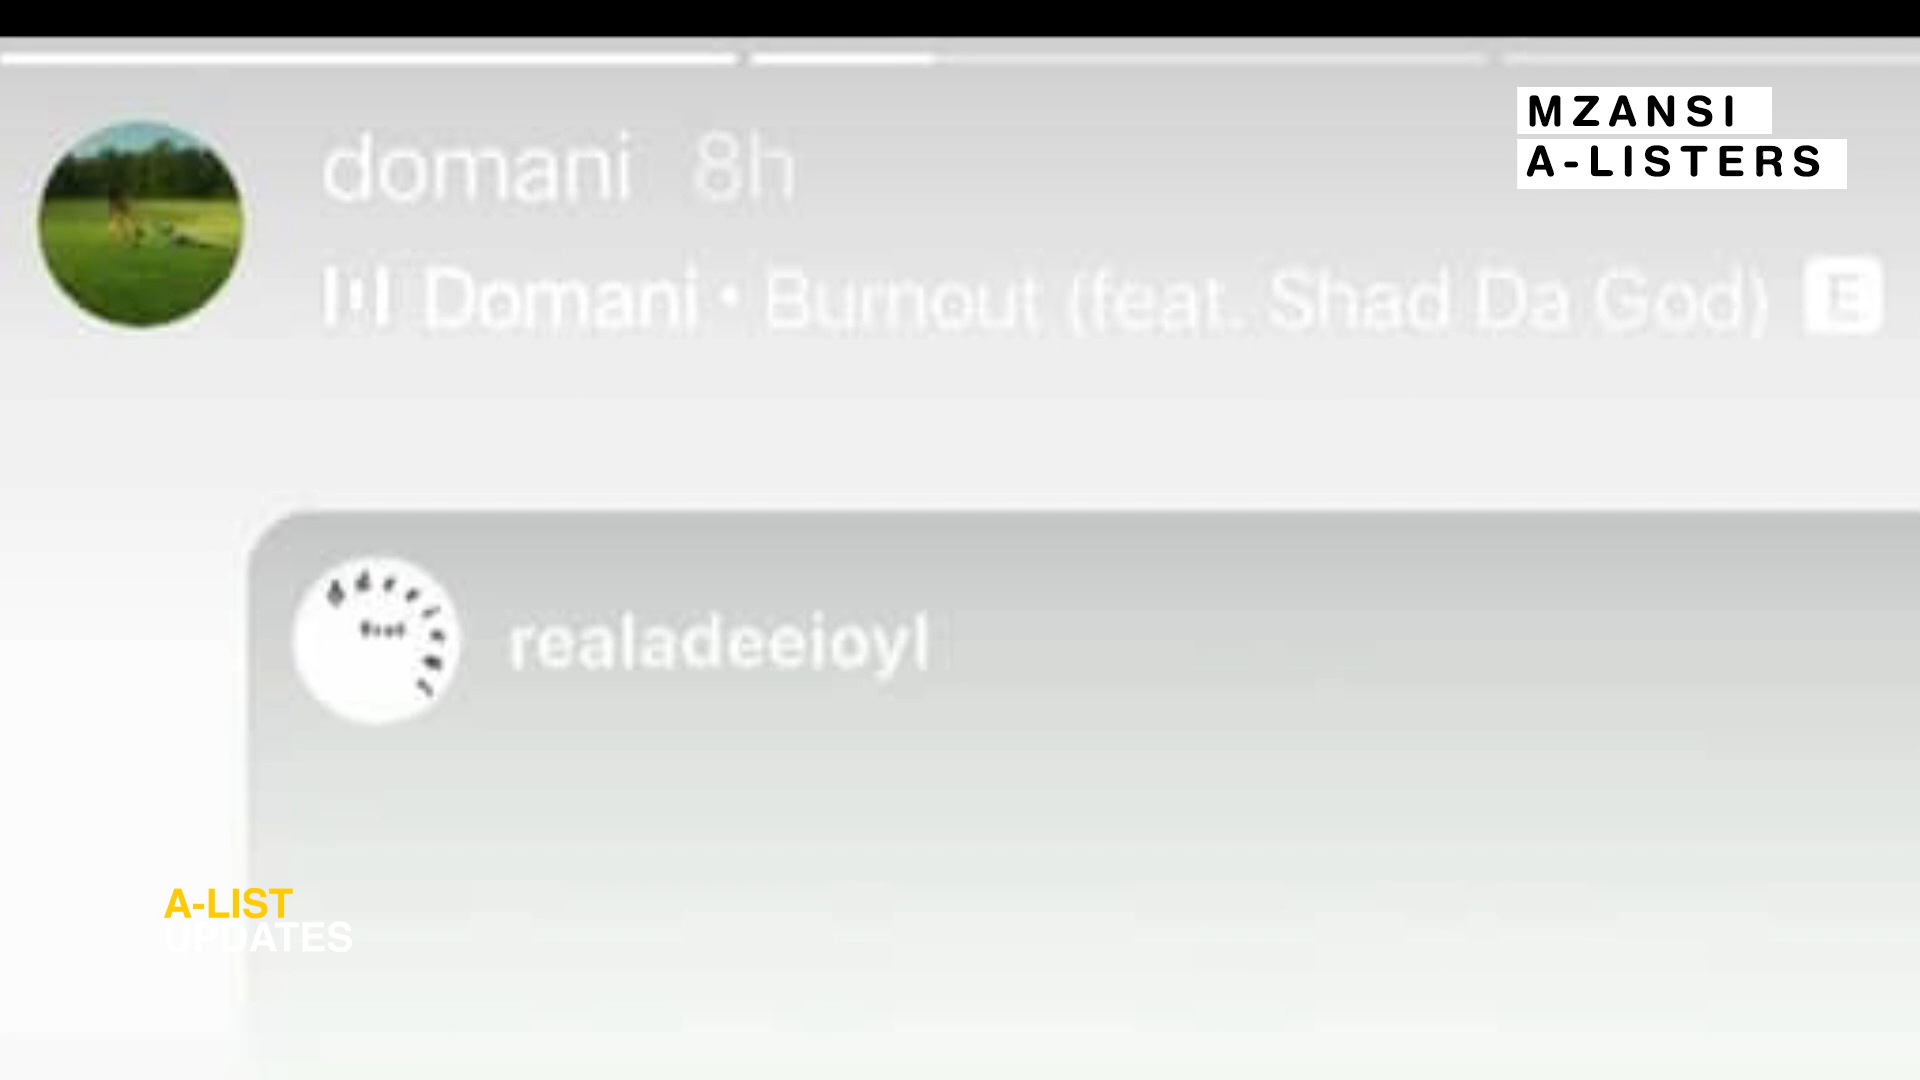 domani 8h
MZANSI
A-LISTERS
Domani • Burnout (feat. Shad Da God) E
realadeeioyl
A-LIST
UPDATES